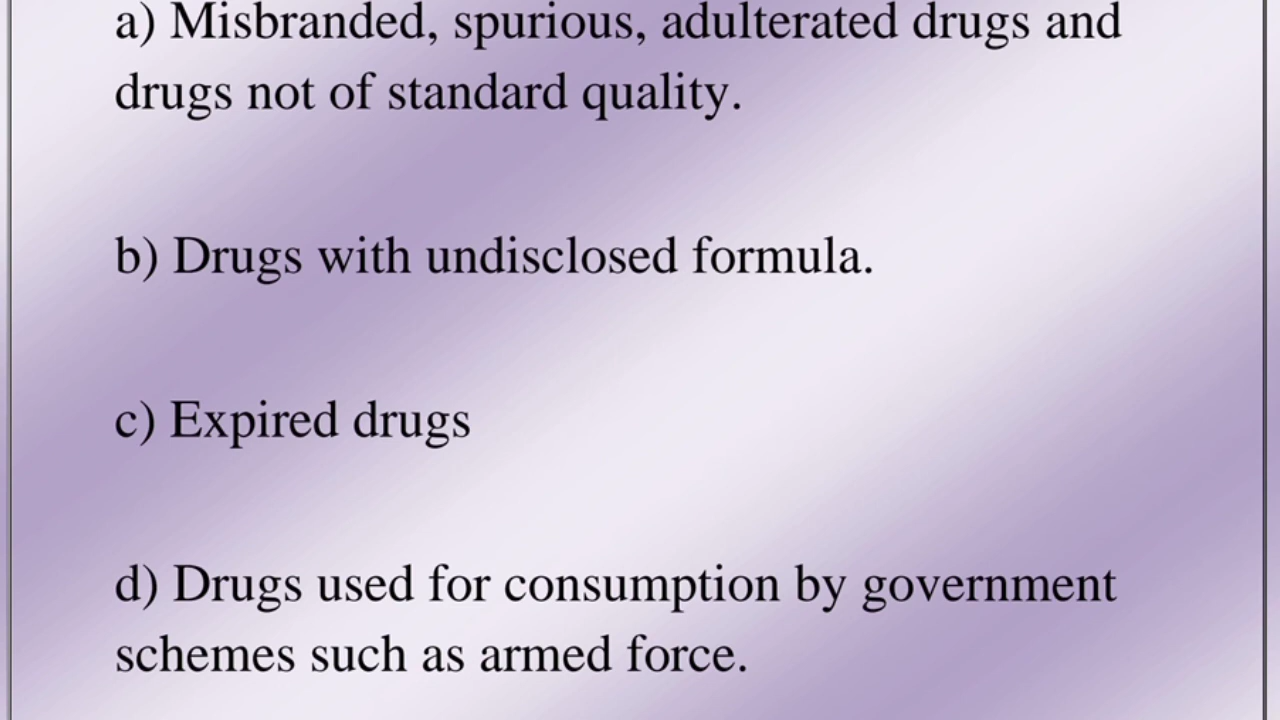 a) Misbranded, spurious, adulterated drugs and
drugs not of standard quality.
b) Drugs with undisclosed formula.
c) Expired drugs
d) Drugs used for consumption by government
schemes such as armed force.